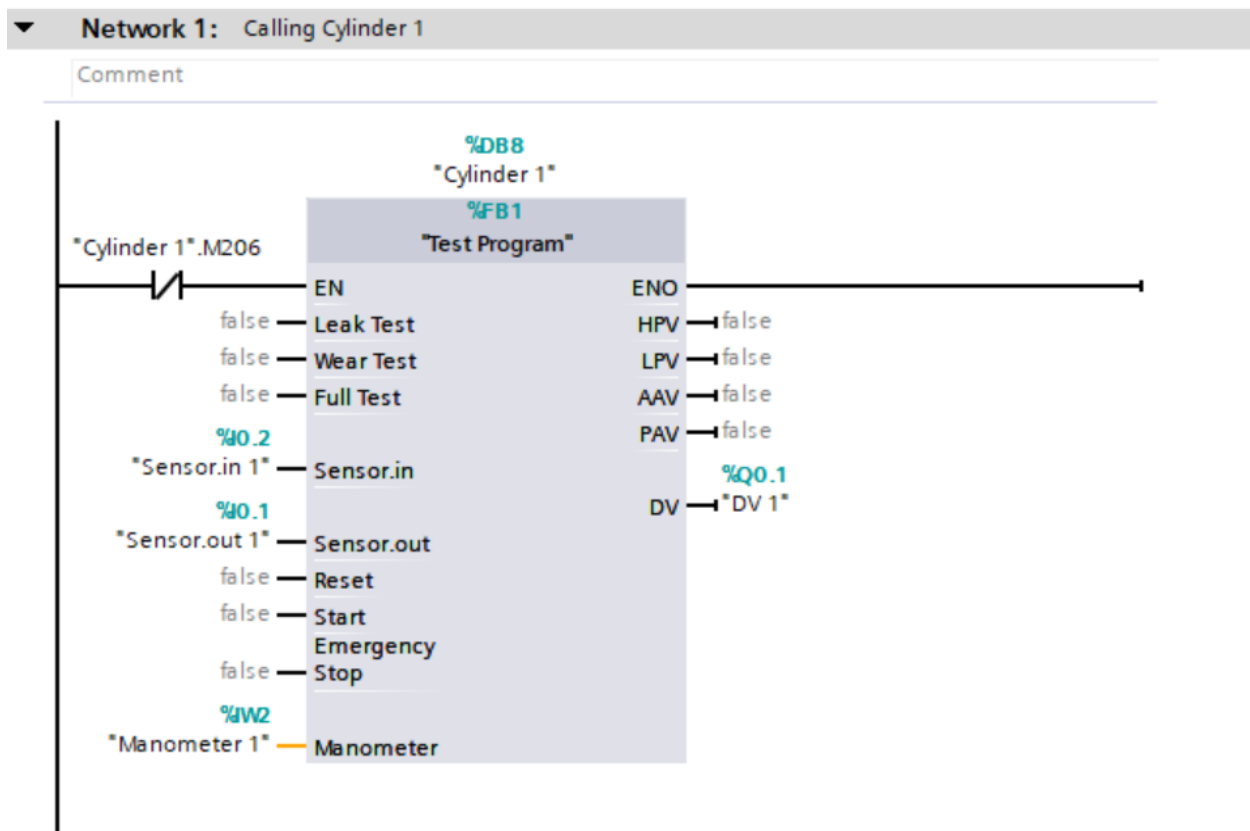 Network 1: Calling Cylinder 1
Comment
%DB8
"Cylinder 1"
%FB1
"Test Program"
"Cylinder 1".M206
EN
ENO
false
Leak Test
HPV
false
false
Wear Test
LPV
false
false
Full Test
AAV
false
PAV
false
%I0.2
"Sensor.in 1"
Sensor.in
%Q0.1
DV
"DV 1"
%I0.1
"Sensor.out 1"
Sensor.out
false
Reset
false
Start
Emergency
false
Stop
%IW2
"Manometer 1"
Manometer